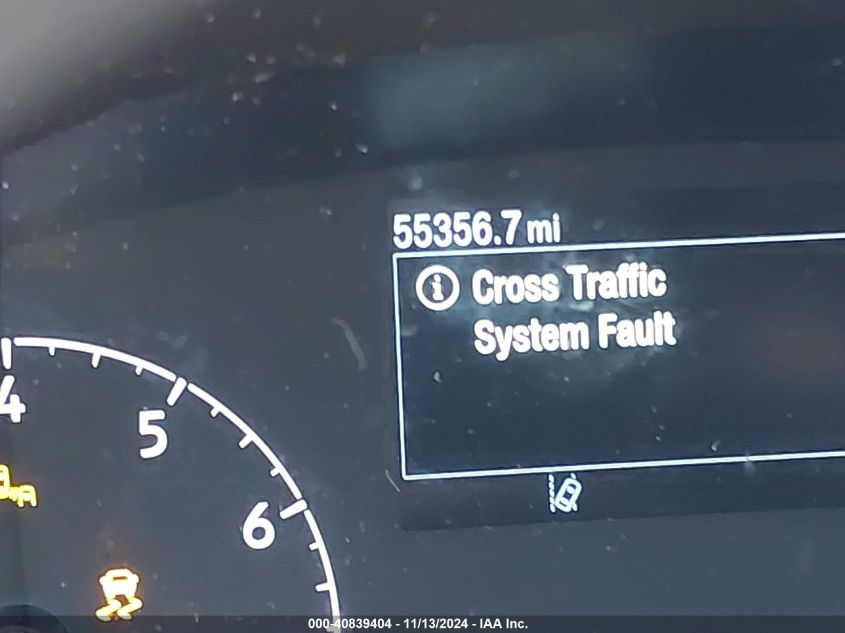 55356.7 mi
Cross Traffic
System Fault
4
5
6
000-40839404 - 11/13/2024 - IAA Inc.